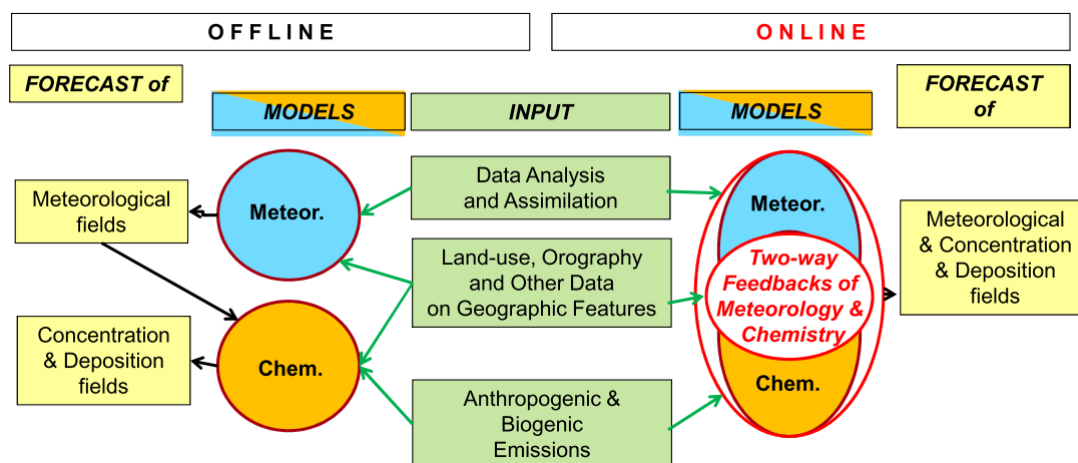 OFFLINE
ONLINE
FORECAST of
MODELS
INPUT
MODELS
FORECAST
of
Meteorological
fields
Meteor.
Data Analysis
and Assimilation
Meteor.
Meteorological
& Concentration
& Deposition
fields
Land-use, Orography
and Other Data
on Geographic Features
Two-way
Feedbacks of
Meteorology &
Chemistry
Concentration
& Deposition
fields
Chem.
Anthropogenic &
Biogenic
Emissions
Chem.